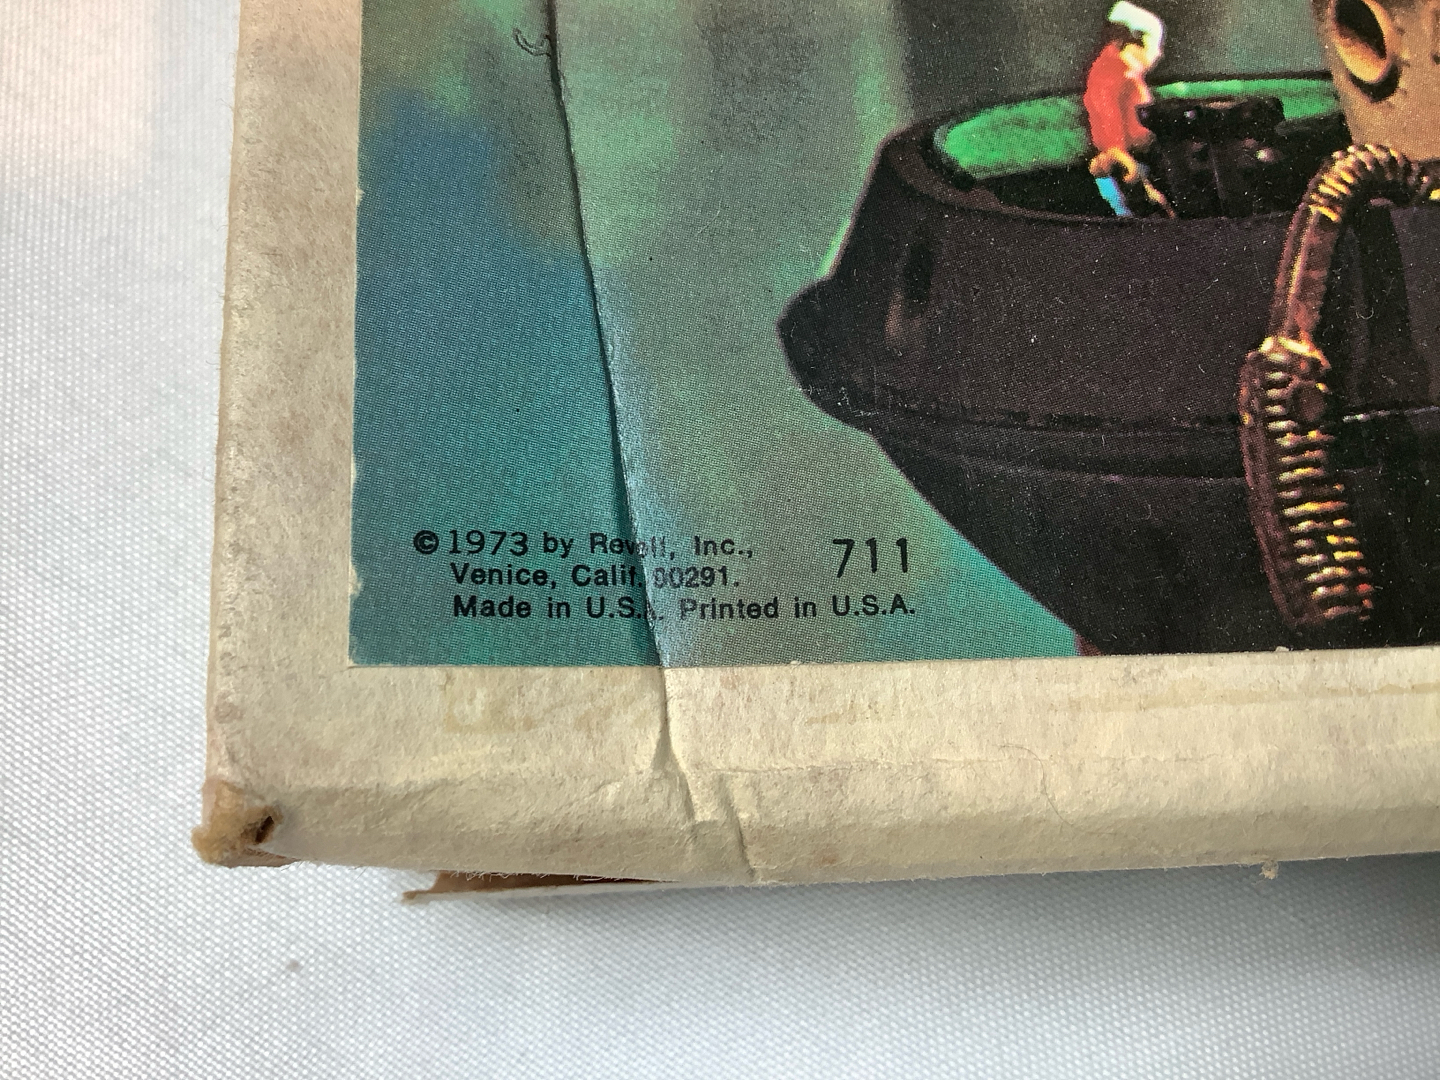 ©1973 by Revell, Inc., 711
Venice, Calif. 90291.
Made in U.S.A. Printed in U.S.A.